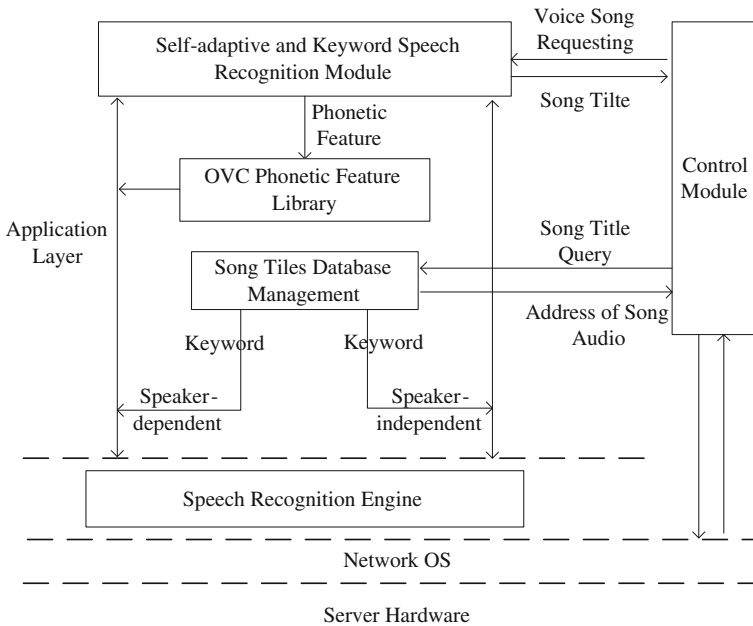 Voice Song
Requesting
Self-adaptive and Keyword Speech
Recognition Module
Song Tilte
Phonetic
Feature
Control
Module
OVC Phonetic Feature
Library
Application
Layer
Song Title
Query
Song Tiles Database
Management
Address of Song
Audio
Keyword
Keyword
Speaker-
dependent
Speaker-
independent
Speech Recognition Engine
Network OS
Server Hardware